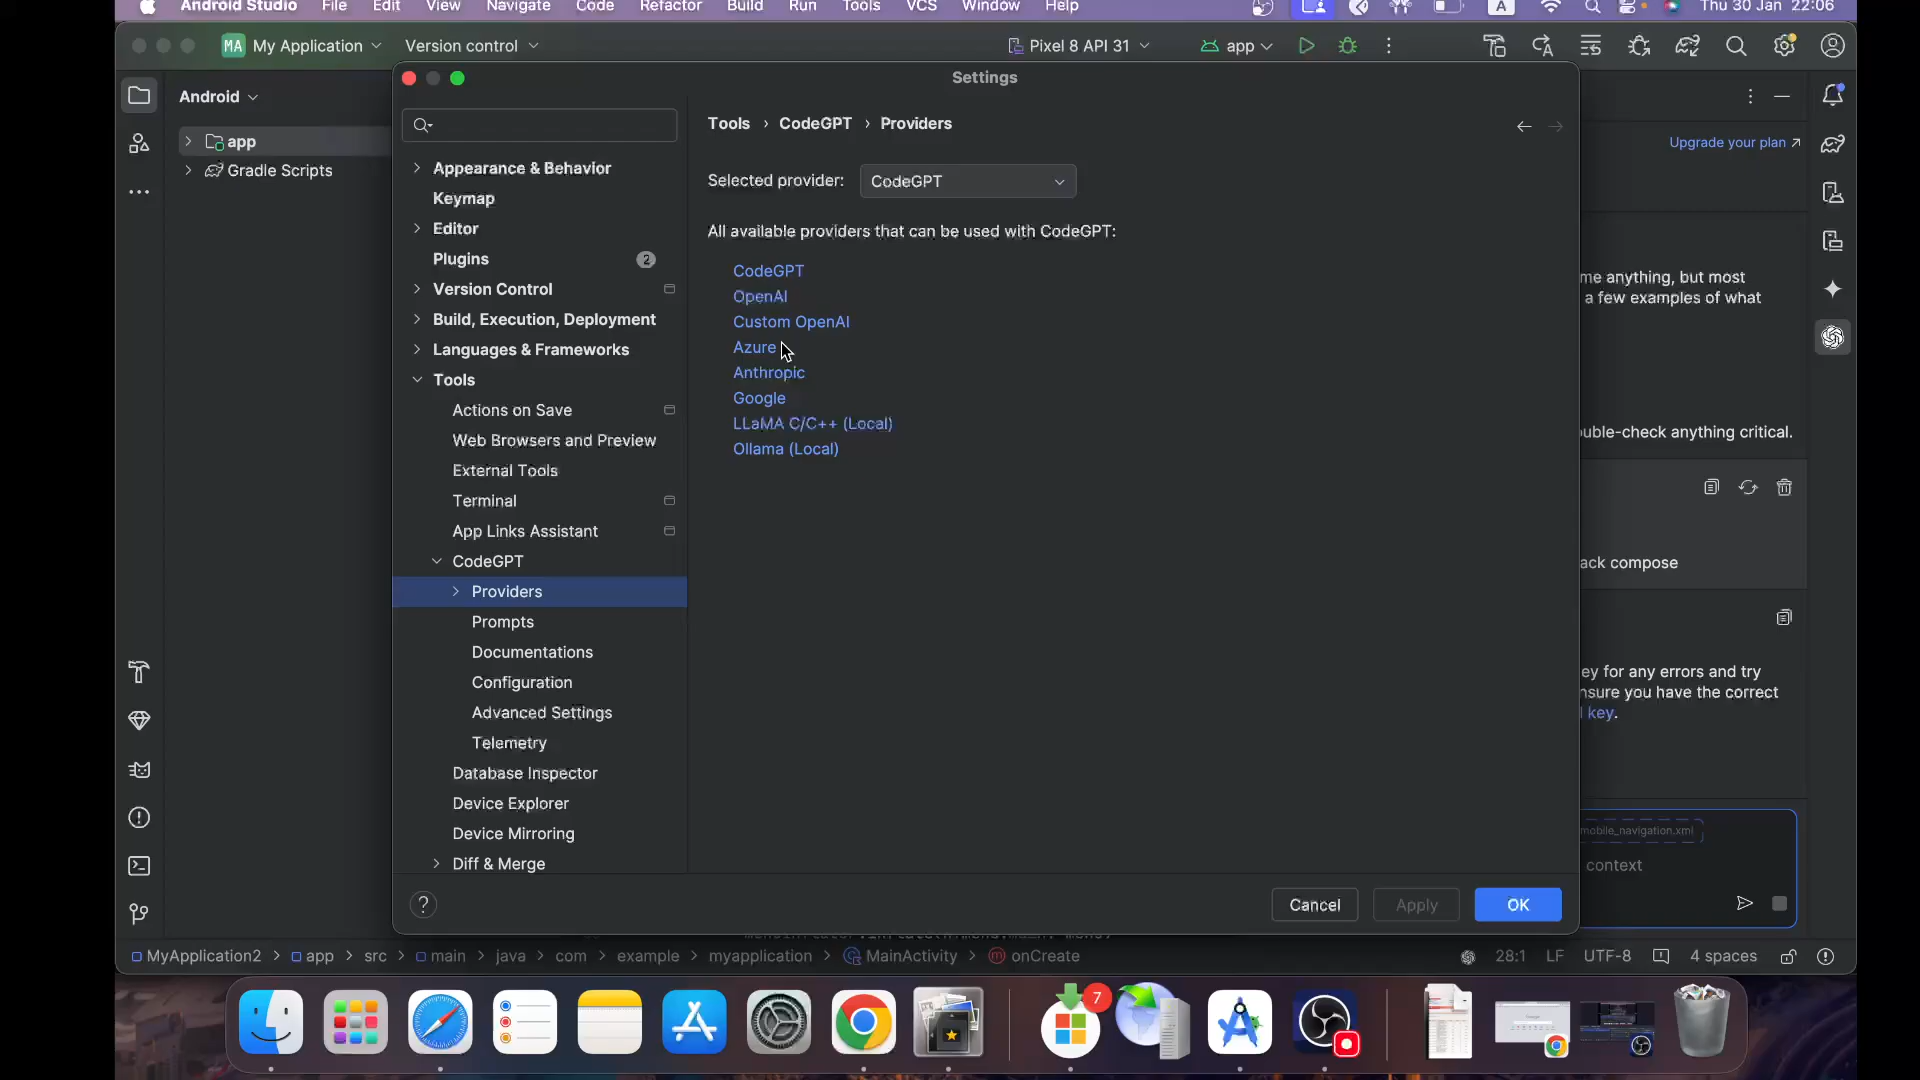 Android Studio File Edit View Navigate Code Refactor Build Run Tools VCS Window Help A Thu 30 Jan 22:06
MA My Application Version control Pixel 8 API 31 app
Settings
Android
app
Gradle Scripts
Appearance & Behavior
Keymap
Editor
Plugins 2
Version Control
Build, Execution, Deployment
Languages & Frameworks
Tools
Actions on Save
Web Browsers and Preview
External Tools
Terminal
App Links Assistant
CodeGPT
Providers
Prompts
Documentations
Configuration
Advanced Settings
Telemetry
Database Inspector
Device Explorer
Device Mirroring
Diff & Merge
Tools › CodeGPT › Providers
Selected provider: CodeGPT
All available providers that can be used with CodeGPT:
CodeGPT
OpenAI
Custom OpenAI
Azure
Anthropic
Google
LLaMA C/C++ (Local)
Ollama (Local)
? Cancel Apply OK
Upgrade your plan ↗
me anything, but most
a few examples of what
uble-check anything critical.
ack compose
ey for any errors and try
nsure you have the correct
key.
mobile_navigation.xml
context
MyApplication2 › app › src › main › java › com › example › myapplication › MainActivity › onCreate 28:1 LF UTF-8 4 spaces
7